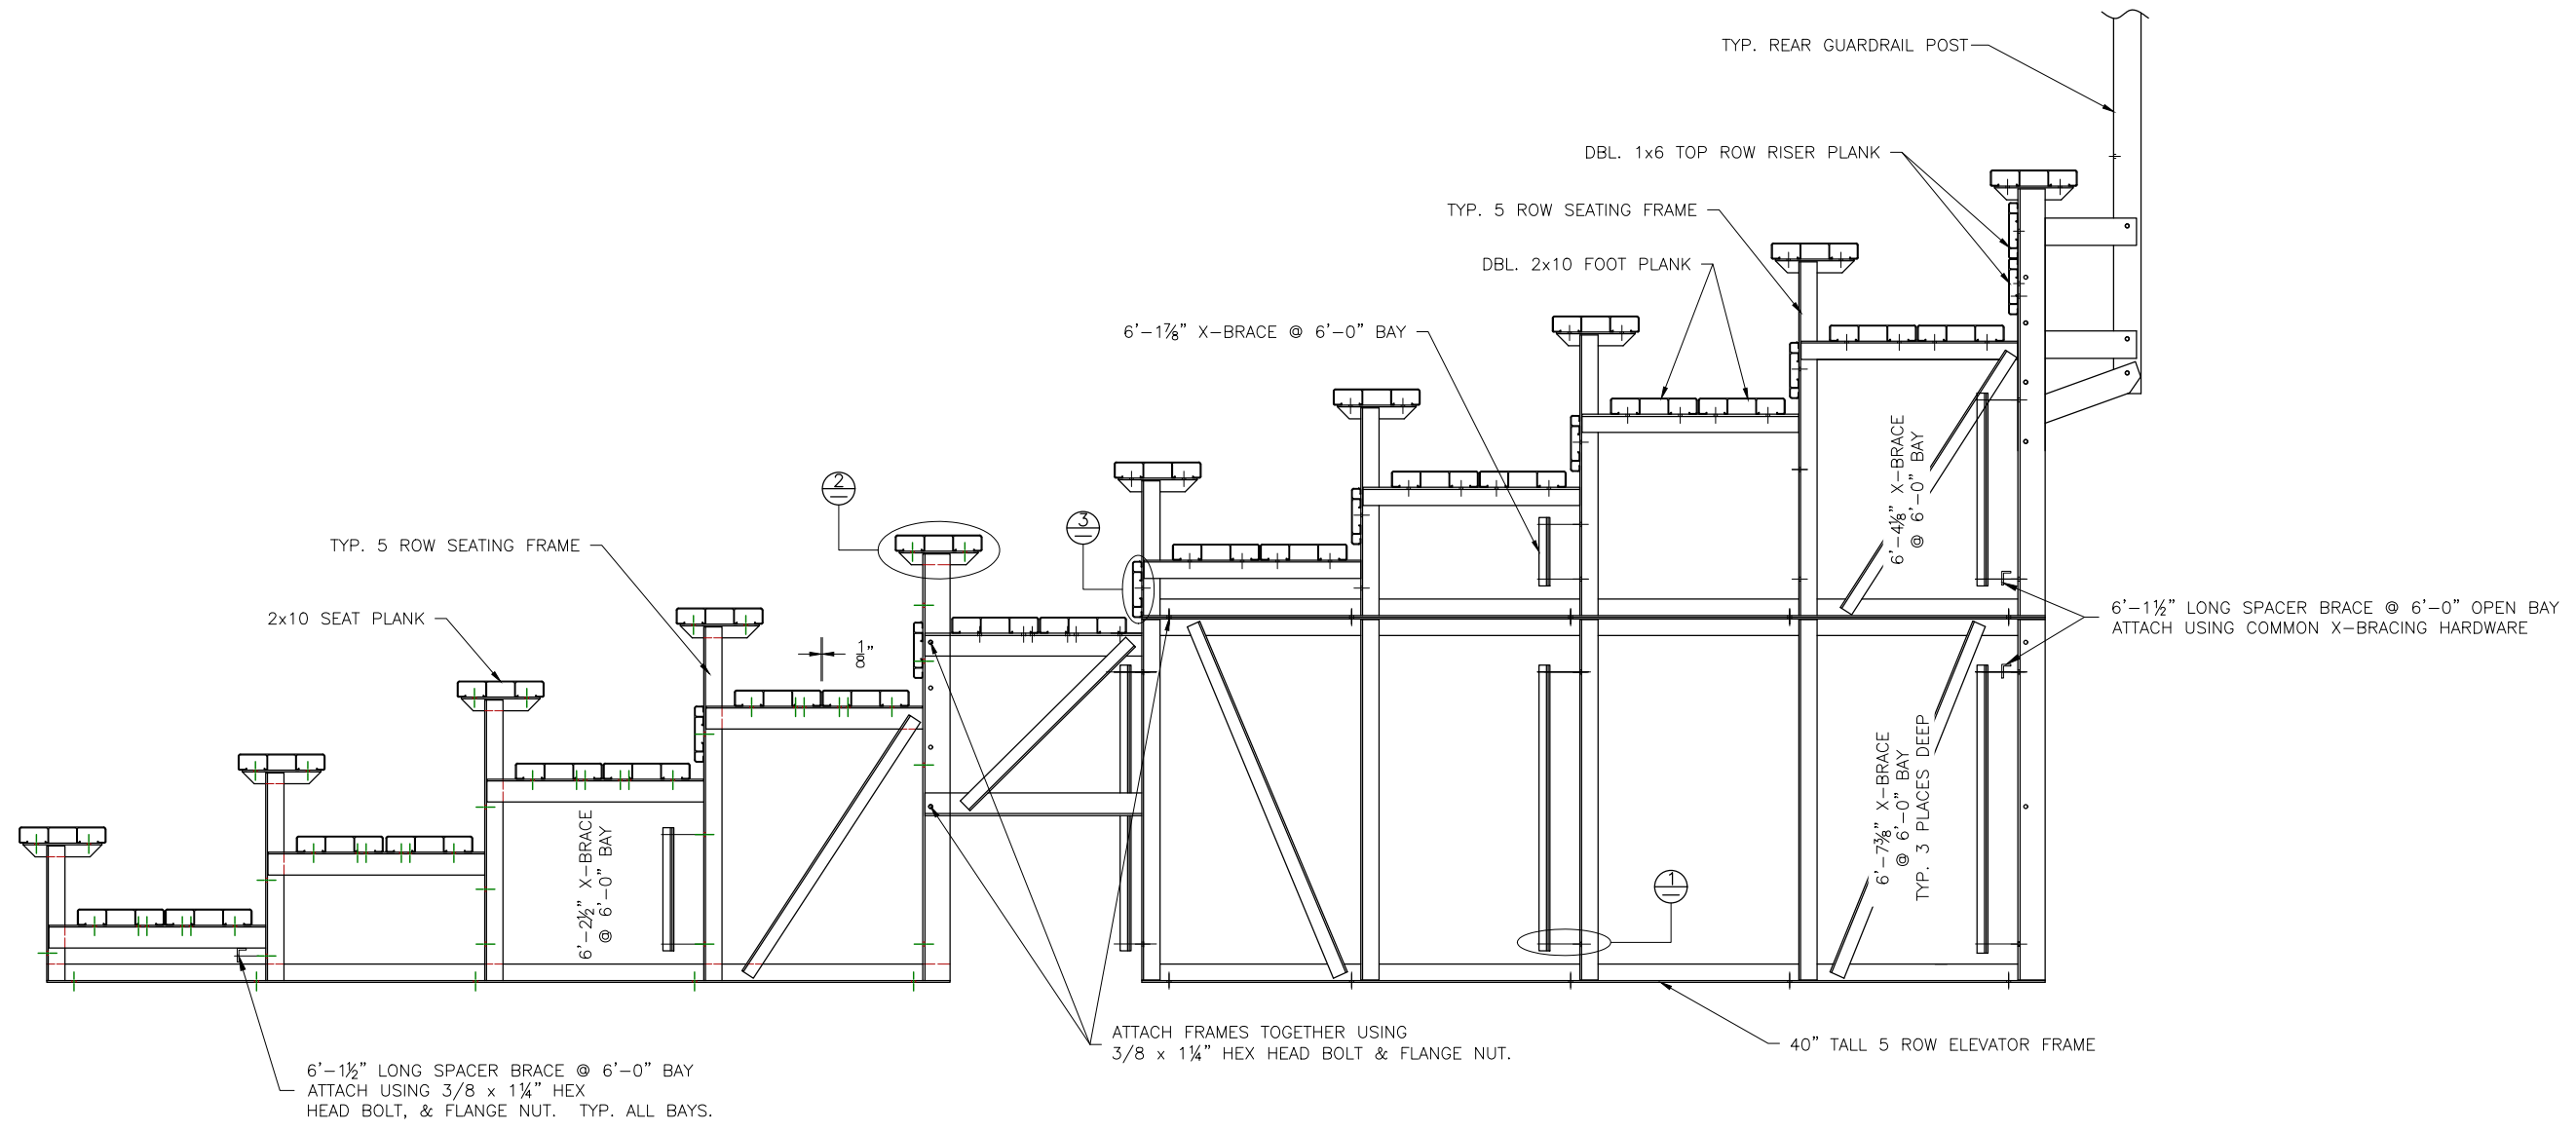 TYP. REAR GUARDRAIL POST
DBL. 1x6 TOP ROW RISER PLANK
TYP. 5 ROW SEATING FRAME
DBL. 2x10 FOOT PLANK
6'-1⅞" X-BRACE @ 6'-0" BAY
6'-4⅛" X-BRACE
@ 6'-0" BAY
2
3
TYP. 5 ROW SEATING FRAME
2x10 SEAT PLANK
⅛"
6'-1½" LONG SPACER BRACE @ 6'-0" OPEN BAY
ATTACH USING COMMON X-BRACING HARDWARE
6'-2½" X-BRACE
@ 6'-0" BAY
6'-7⅜" X-BRACE
@ 6'-0" BAY
TYP. 3 PLACES DEEP
1
ATTACH FRAMES TOGETHER USING
3/8 x 1¼" HEX HEAD BOLT & FLANGE NUT.
40" TALL 5 ROW ELEVATOR FRAME
6'-1½" LONG SPACER BRACE @ 6'-0" BAY
ATTACH USING 3/8 x 1¼" HEX
HEAD BOLT, & FLANGE NUT. TYP. ALL BAYS.